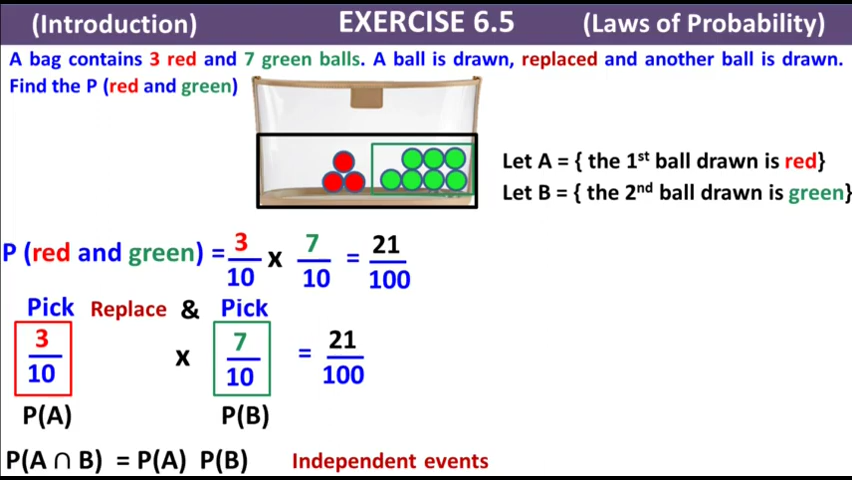 (Introduction) EXERCISE 6.5 (Laws of Probability)
A bag contains 3 red and 7 green balls. A ball is drawn, replaced and another ball is drawn.
Find the P (red and green)
Let A = { the 1st ball drawn is red}
Let B = { the 2nd ball drawn is green}
P (red and green) = 3/10 x 7/10 = 21/100
Pick Replace & Pick
3/10 x 7/10 = 21/100
P(A) P(B)
P(A ∩ B) = P(A) P(B) Independent events